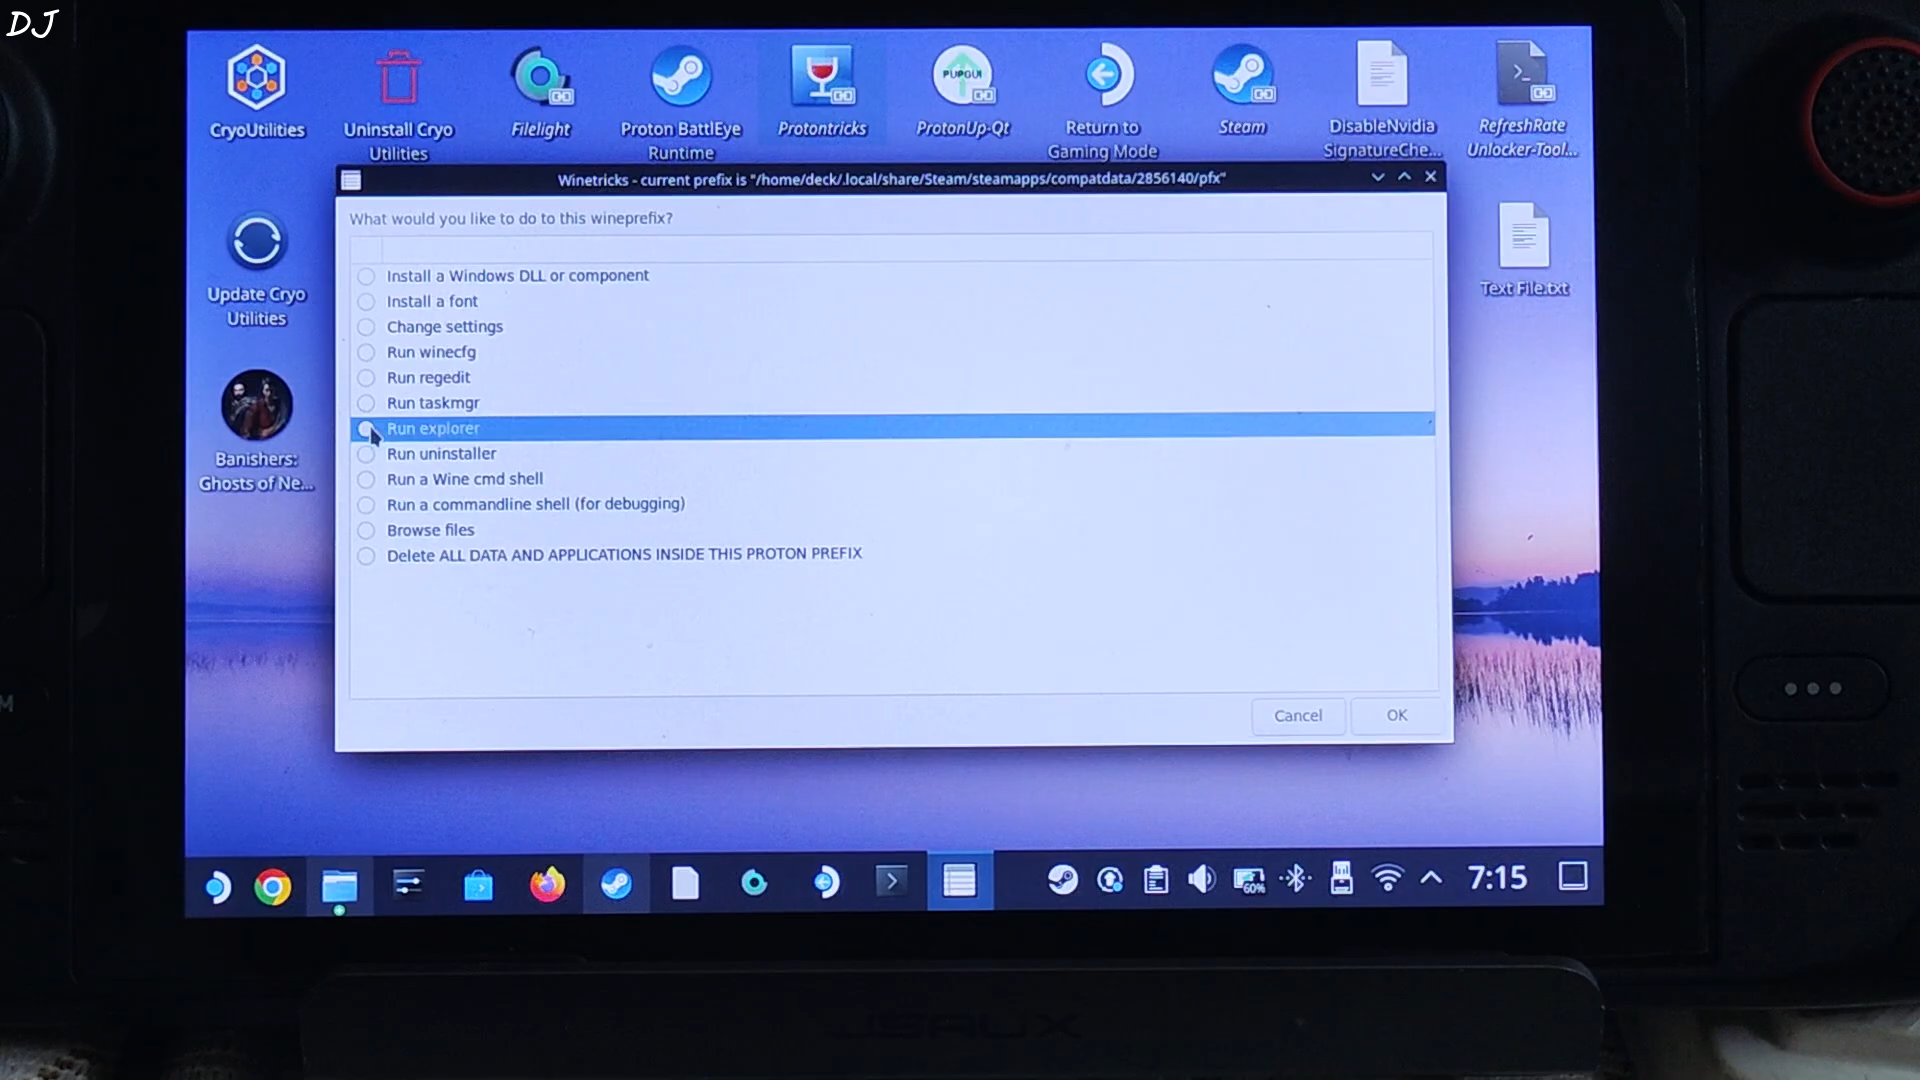 DJ
CryoUtilities
Uninstall Cryo
Utilities
Filelight
Proton BattlEye
Runtime
Protontricks
PUPGUI
ProtonUp-Qt
Return to
Gaming Mode
Steam
DisableNvidia
SignatureChe...
RefreshRate
Unlocker-Tool...
Winetricks - current prefix is "/home/deck/.local/share/Steam/steamapps/compatdata/2856140/pfx"
What would you like to do to this wineprefix?
Install a Windows DLL or component
Install a font
Change settings
Run winecfg
Run regedit
Run taskmgr
Run explorer
Run uninstaller
Run a Wine cmd shell
Run a commandline shell (for debugging)
Browse files
Delete ALL DATA AND APPLICATIONS INSIDE THIS PROTON PREFIX
Cancel
OK
Update Cryo
Utilities
Banishers:
Ghosts of Ne...
Text File.txt
60%
7:15
JSAUX
M